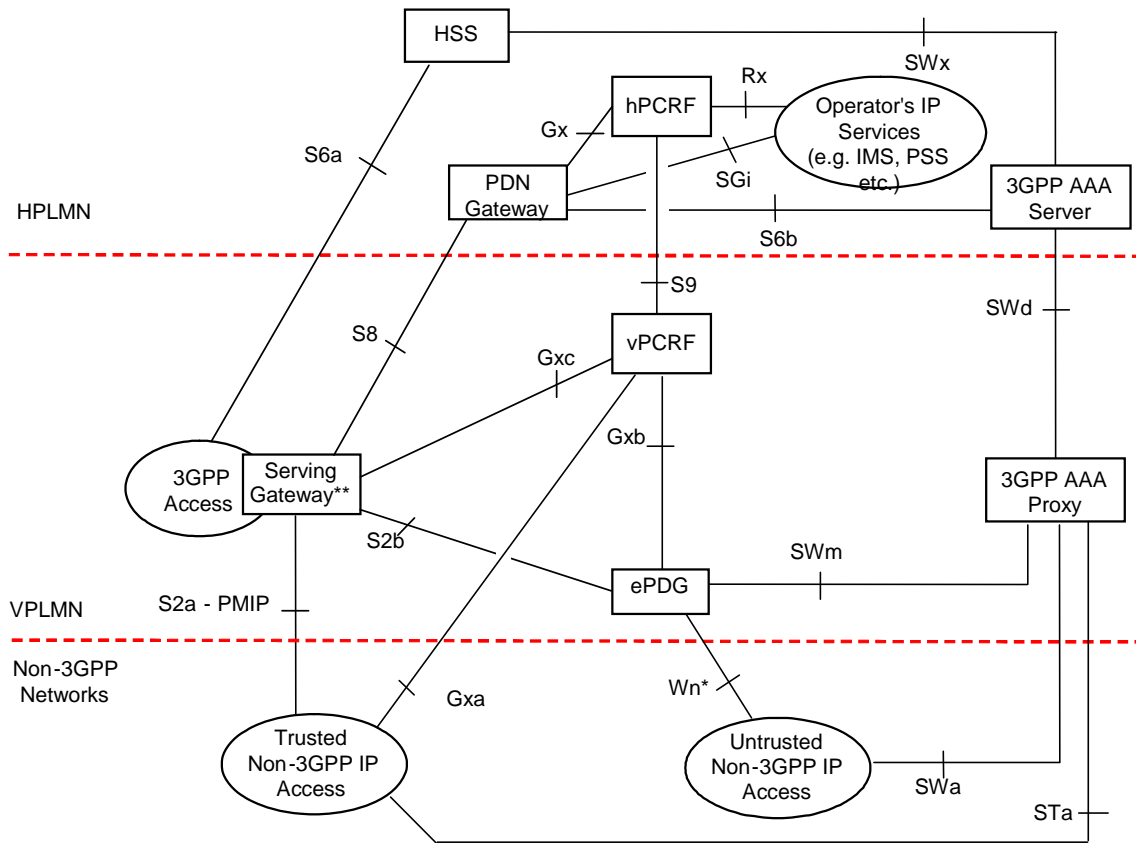 HSS
SWx
Rx
hPCRF
Operator's IP
Services
(e.g. IMS, PSS
etc.)
Gx
S6a
SGi
PDN
Gateway
3GPP AAA
Server
HPLMN
S6b
S9
SWd
S8
vPCRF
Gxc
Gxb
3GPP
Access
Serving
Gateway**
3GPP AAA
Proxy
S2b
SWm
ePDG
S2a - PMIP
VPLMN
Non-3GPP
Networks
Wn*
Gxa
Trusted
Non-3GPP IP
Access
Untrusted
Non-3GPP IP
Access
SWa
STa